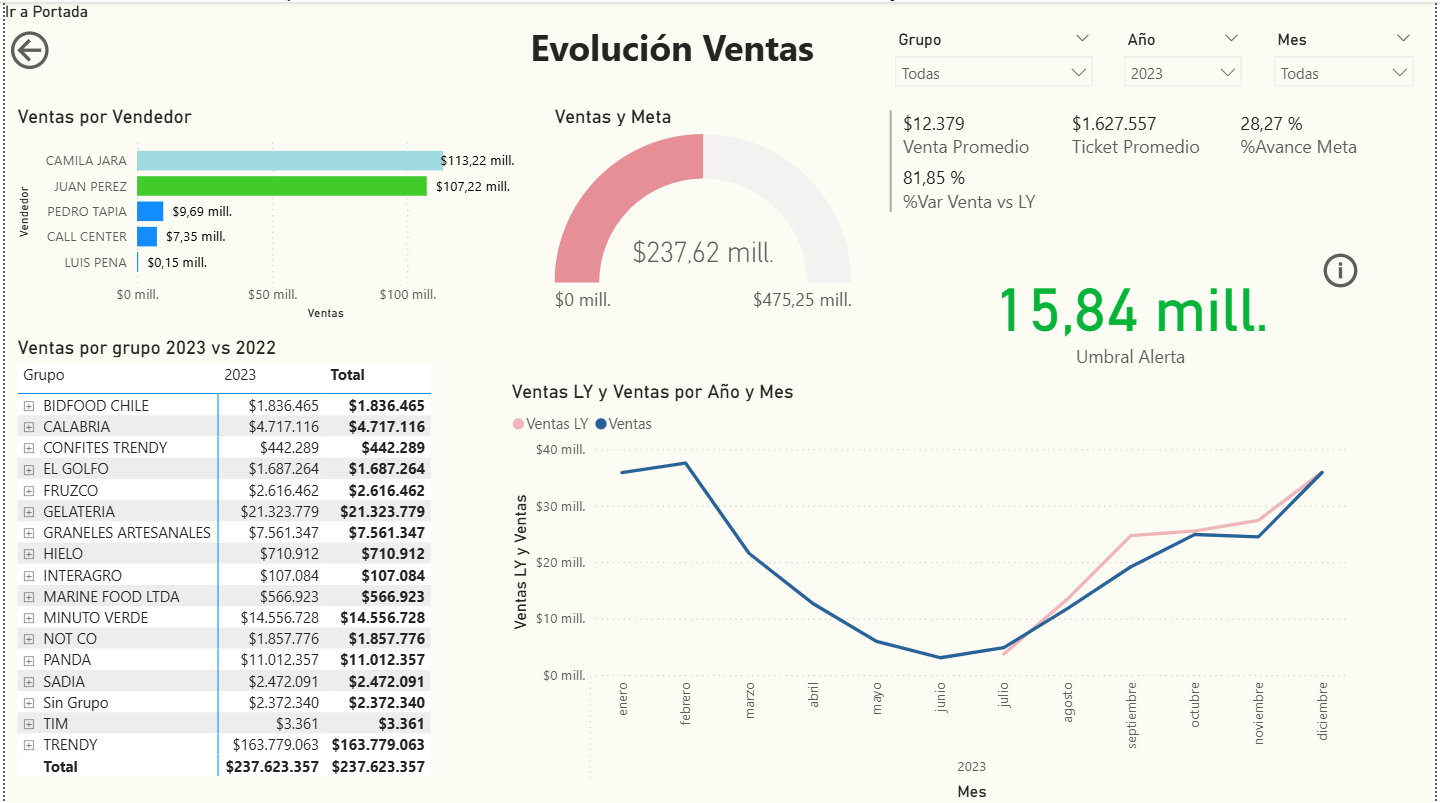 Ir a Portada
Evolución Ventas
Grupo
Todas
Año
2023
Mes
Todas
Ventas por Vendedor
Vendedor
CAMILA JARA $113,22 mill.
JUAN PEREZ $107,22 mill.
PEDRO TAPIA $9,69 mill.
CALL CENTER $7,35 mill.
LUIS PENA $0,15 mill.
$0 mill. $50 mill. $100 mill.
Ventas
Ventas y Meta
$237,62 mill.
$0 mill. $475,25 mill.
$12.379
Venta Promedio
$1.627.557
Ticket Promedio
28,27 %
%Avance Meta
81,85 %
%Var Venta vs LY
15,84 mill.
Umbral Alerta
Ventas por grupo 2023 vs 2022
Grupo 2023 Total
BIDFOOD CHILE $1.836.465 $1.836.465
CALABRIA $4.717.116 $4.717.116
CONFITES TRENDY $442.289 $442.289
EL GOLFO $1.687.264 $1.687.264
FRUZCO $2.616.462 $2.616.462
GELATERIA $21.323.779 $21.323.779
GRANELES ARTESANALES $7.561.347 $7.561.347
HIELO $710.912 $710.912
INTERAGRO $107.084 $107.084
MARINE FOOD LTDA $566.923 $566.923
MINUTO VERDE $14.556.728 $14.556.728
NOT CO $1.857.776 $1.857.776
PANDA $11.012.357 $11.012.357
SADIA $2.472.091 $2.472.091
Sin Grupo $2.372.340 $2.372.340
TIM $3.361 $3.361
TRENDY $163.779.063 $163.779.063
Total $237.623.357 $237.623.357
Ventas LY y Ventas por Año y Mes
Ventas LY Ventas
Ventas LY y Ventas
$40 mill.
$30 mill.
$20 mill.
$10 mill.
$0 mill.
enero
febrero
marzo
abril
mayo
junio
julio
agosto
septiembre
octubre
noviembre
diciembre
2023
Mes